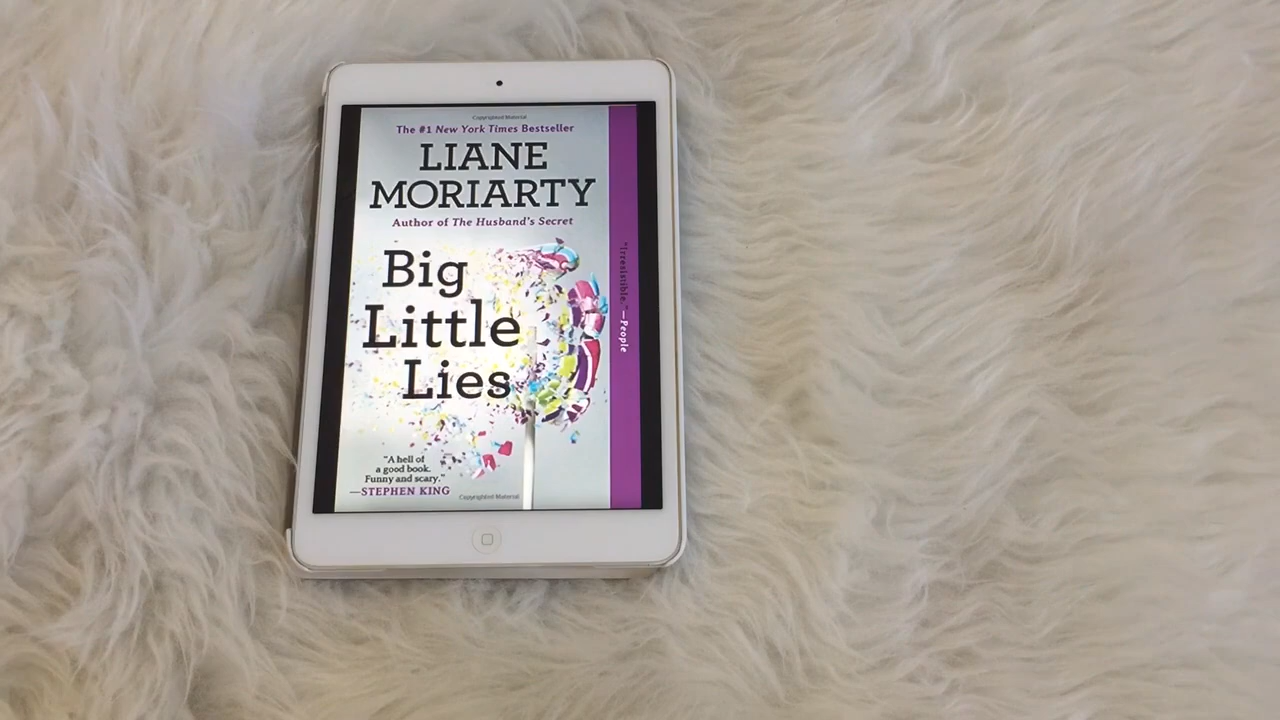 Copyrighted Material
The #1 New York Times Bestseller
LIANE
MORIARTY
Author of The Husband's Secret
Big
Little
Lies
"A hell of
a good book.
Funny and scary."
—STEPHEN KING
Copyrighted Material
"Irresistible."—People